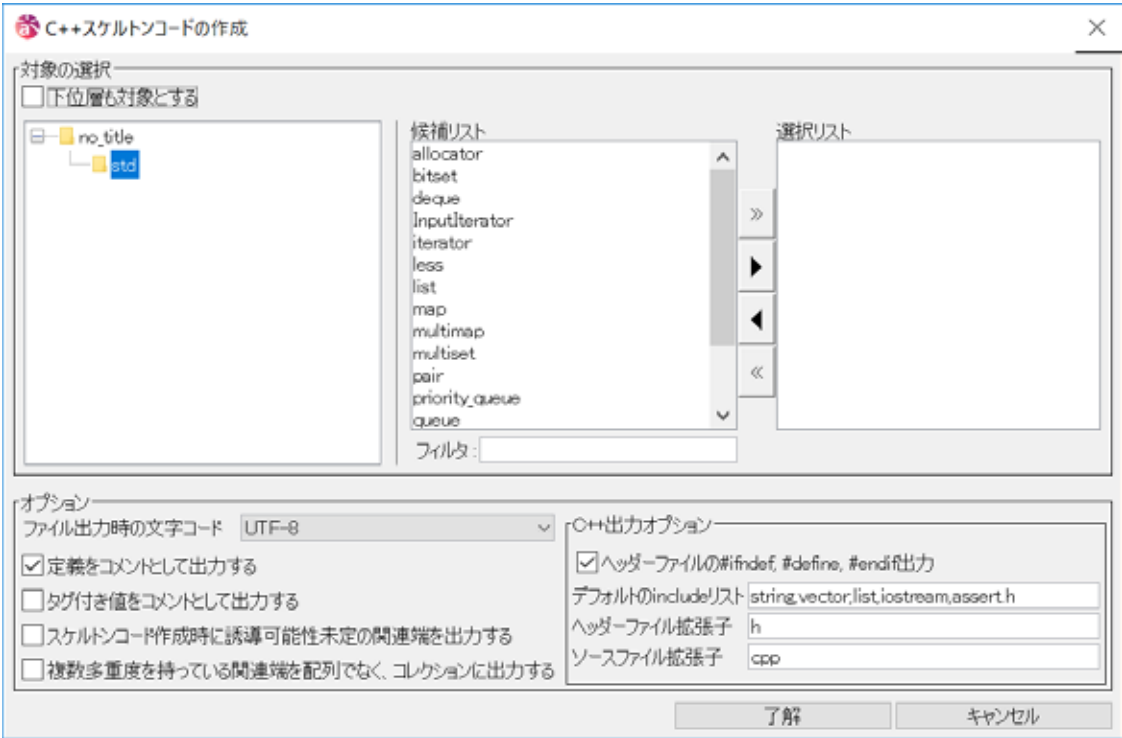 C++スケルトンコードの作成
対象の選択
下位層も対象とする
no_title
std
候補リスト
allocator
bitset
deque
InputIterator
iterator
less
list
map
multimap
multiset
pair
priority_queue
queue
フィルタ :
選択リスト
オプション
ファイル出力時の文字コード UTF-8
定義をコメントとして出力する
タグ付き値をコメントとして出力する
スケルトンコード作成時に誘導可能性未定の関連端を出力する
複数多重度を持っている関連端を配列でなく、コレクションに出力する
C++出力オプション
ヘッダーファイルの#ifndef, #define, #endif出力
デフォルトのincludeリスト string,vector,list,iostream,assert.h
ヘッダーファイル拡張子 h
ソースファイル拡張子 cpp
了解 キャンセル